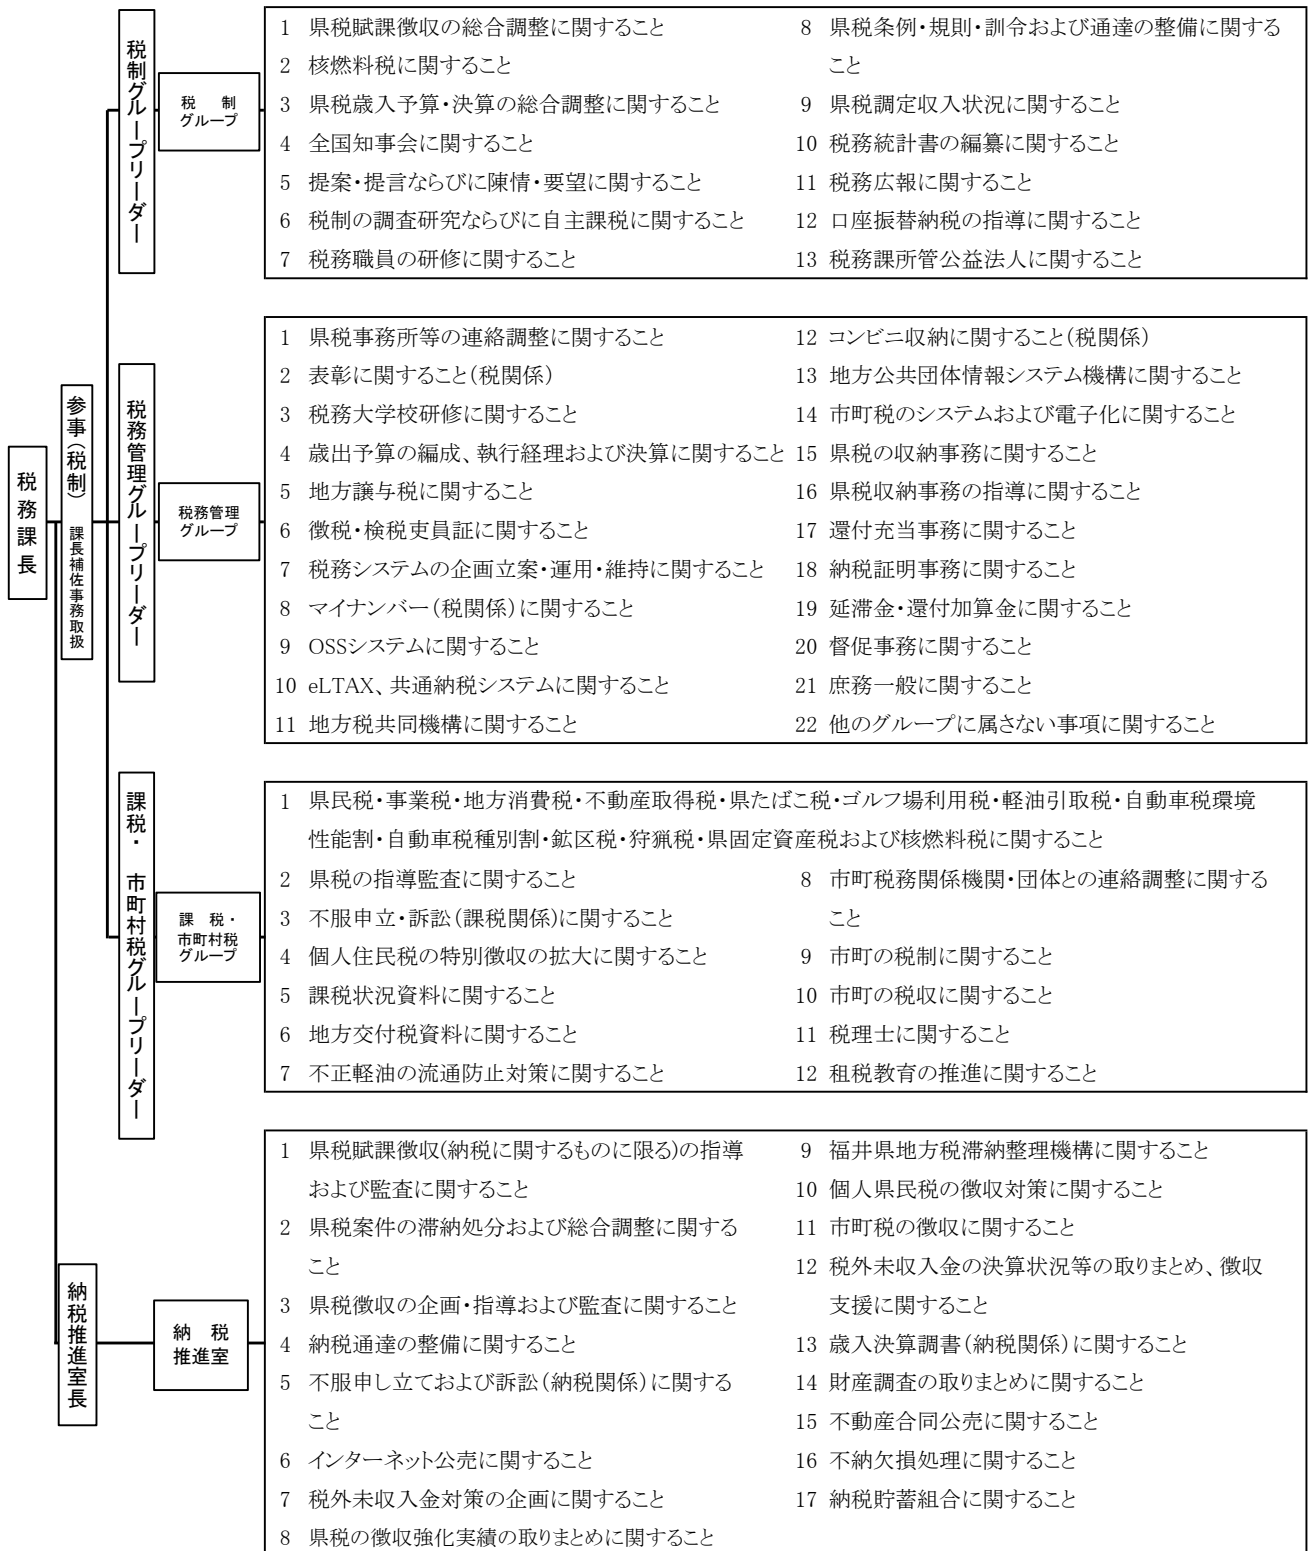 税務課長
参事(税制) 課長補佐事務取扱
税制グループリーダー
税 制
グループ
1 県税賦課徴収の総合調整に関すること
2 核燃料税に関すること
3 県税歳入予算・決算の総合調整に関すること
4 全国知事会に関すること
5 提案・提言ならびに陳情・要望に関すること
6 税制の調査研究ならびに自主課税に関すること
7 税務職員の研修に関すること
8 県税条例・規則・訓令および通達の整備に関する
こと
9 県税調定収入状況に関すること
10 税務統計書の編纂に関すること
11 税務広報に関すること
12 口座振替納税の指導に関すること
13 税務課所管公益法人に関すること
税務管理グループリーダー
税務管理
グループ
1 県税事務所等の連絡調整に関すること
2 表彰に関すること(税関係)
3 税務大学校研修に関すること
4 歳出予算の編成、執行経理および決算に関すること
5 地方譲与税に関すること
6 徴税・検税吏員証に関すること
7 税務システムの企画立案・運用・維持に関すること
8 マイナンバー(税関係)に関すること
9 OSSシステムに関すること
10 eLTAX、共通納税システムに関すること
11 地方税共同機構に関すること
12 コンビニ収納に関すること(税関係)
13 地方公共団体情報システム機構に関すること
14 市町税のシステムおよび電子化に関すること
15 県税の収納事務に関すること
16 県税収納事務の指導に関すること
17 還付充当事務に関すること
18 納税証明事務に関すること
19 延滞金・還付加算金に関すること
20 督促事務に関すること
21 庶務一般に関すること
22 他のグループに属さない事項に関すること
課税・市町村税グループリーダー
課 税・
市町村税
グループ
1 県民税・事業税・地方消費税・不動産取得税・県たばこ税・ゴルフ場利用税・軽油引取税・自動車税環境
性能割・自動車税種別割・鉱区税・狩猟税・県固定資産税および核燃料税に関すること
2 県税の指導監査に関すること
3 不服申立・訴訟(課税関係)に関すること
4 個人住民税の特別徴収の拡大に関すること
5 課税状況資料に関すること
6 地方交付税資料に関すること
7 不正軽油の流通防止対策に関すること
8 市町税務関係機関・団体との連絡調整に関する
こと
9 市町の税制に関すること
10 市町の税収に関すること
11 税理士に関すること
12 租税教育の推進に関すること
納税推進室長
納 税
推進室
1 県税賦課徴収(納税に関するものに限る)の指導
および監査に関すること
2 県税案件の滞納処分および総合調整に関する
こと
3 県税徴収の企画・指導および監査に関すること
4 納税通達の整備に関すること
5 不服申し立ておよび訴訟(納税関係)に関する
こと
6 インターネット公売に関すること
7 税外未収入金対策の企画に関すること
8 県税の徴収強化実績の取りまとめに関すること
9 福井県地方税滞納整理機構に関すること
10 個人県民税の徴収対策に関すること
11 市町税の徴収に関すること
12 税外未収入金の決算状況等の取りまとめ、徴収
支援に関すること
13 歳入決算調書(納税関係)に関すること
14 財産調査の取りまとめに関すること
15 不動産合同公売に関すること
16 不納欠損処理に関すること
17 納税貯蓄組合に関すること